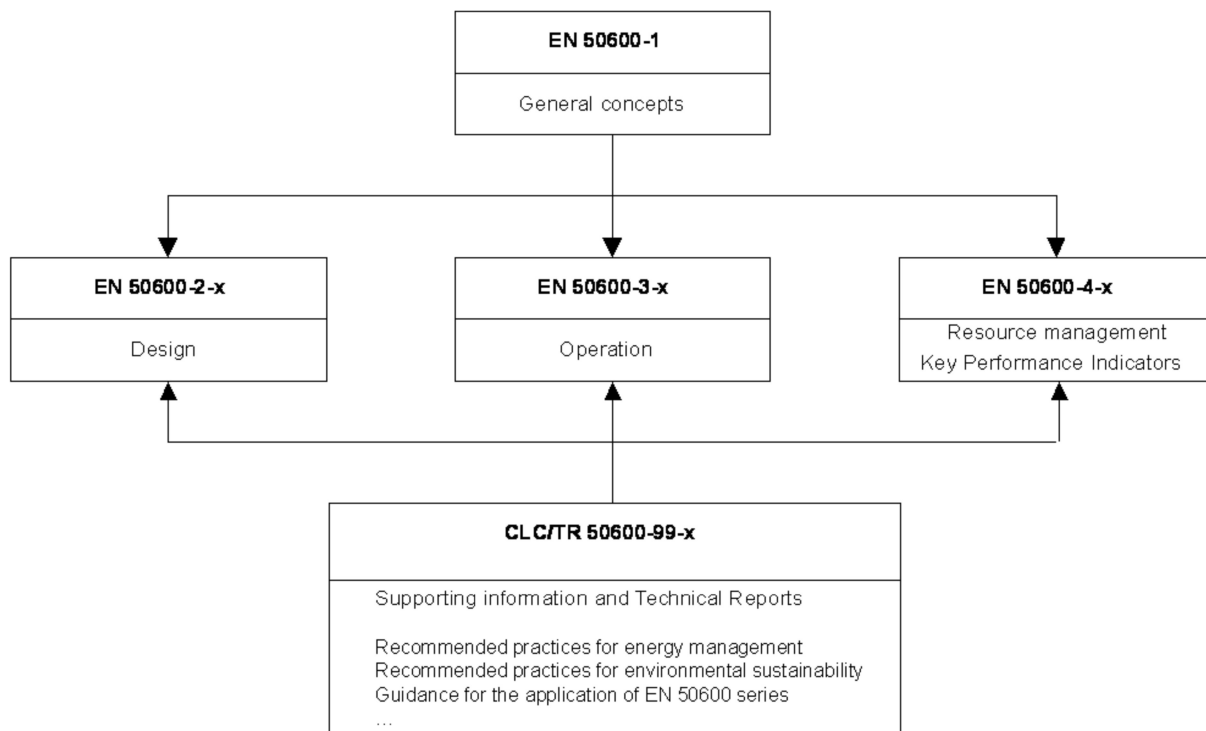 EN 50600-1
General concepts
EN 50600-2-x
Design
EN 50600-3-x
Operation
EN 50600-4-x
Resource management
Key Performance Indicators
CLC/TR 50600-99-x
Supporting information and Technical Reports
Recommended practices for energy management
Recommended practices for environmental sustainability
Guidance for the application of EN 50600 series
...